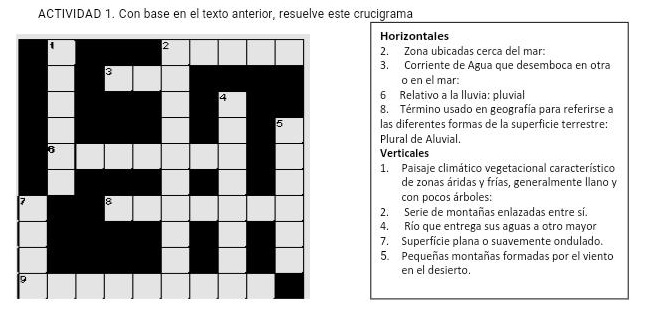 ACTIVIDAD 1. Con base en el texto anterior, resuelve este crucigrama
1
2
3
4
5
6
7
8
9
Horizontales
2. Zona ubicadas cerca del mar:
3. Corriente de Agua que desemboca en otra
o en el mar:
6 Relativo a la lluvia: pluvial
8. Término usado en geografía para referirse a
las diferentes formas de la superficie terrestre:
Plural de Aluvial.
Verticales
1. Paisaje climático vegetacional característico
de zonas áridas y frías, generalmente llano y
con pocos árboles:
2. Serie de montañas enlazadas entre sí.
4. Río que entrega sus aguas a otro mayor
7. Superfície plana o suavemente ondulado.
5. Pequeñas montañas formadas por el viento
en el desierto.